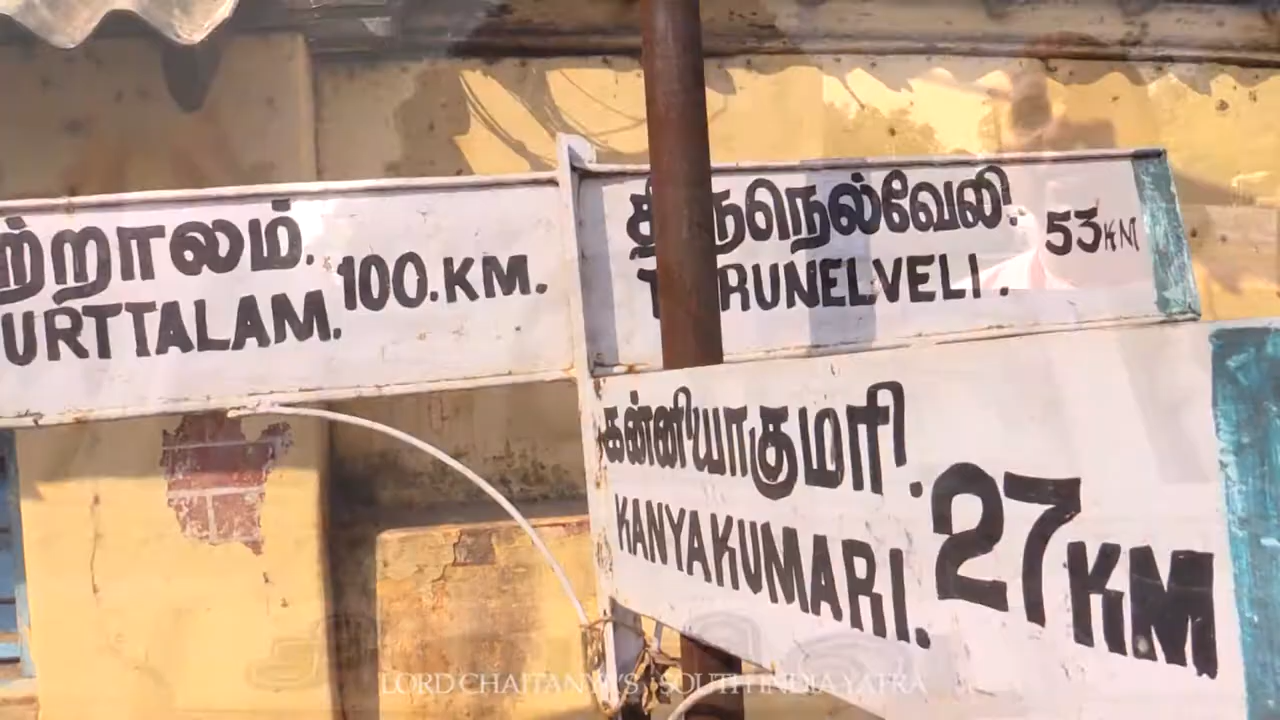 ற்றாலம்.
URTTALAM.
100.KM.
திருநெல்வேலி.
53KM
RUNELVELI.
கன்னியாகுமரி.
KANYAKUMARI.
27KM
LORD CHAITANYA'S SOUTH INDIA YATRA